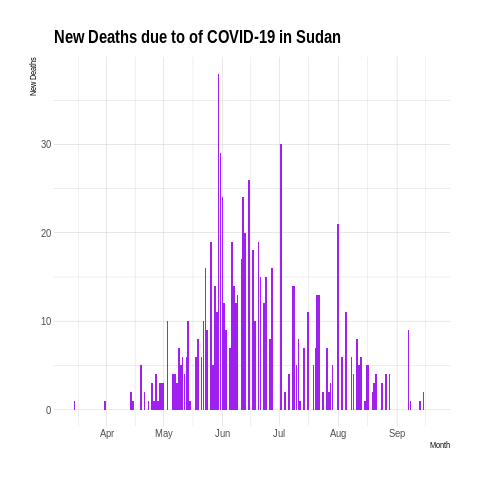 New Deaths due to of COVID-19 in Sudan
New Deaths
30
20
10
0
Apr May Jun Jul Aug Sep
Month